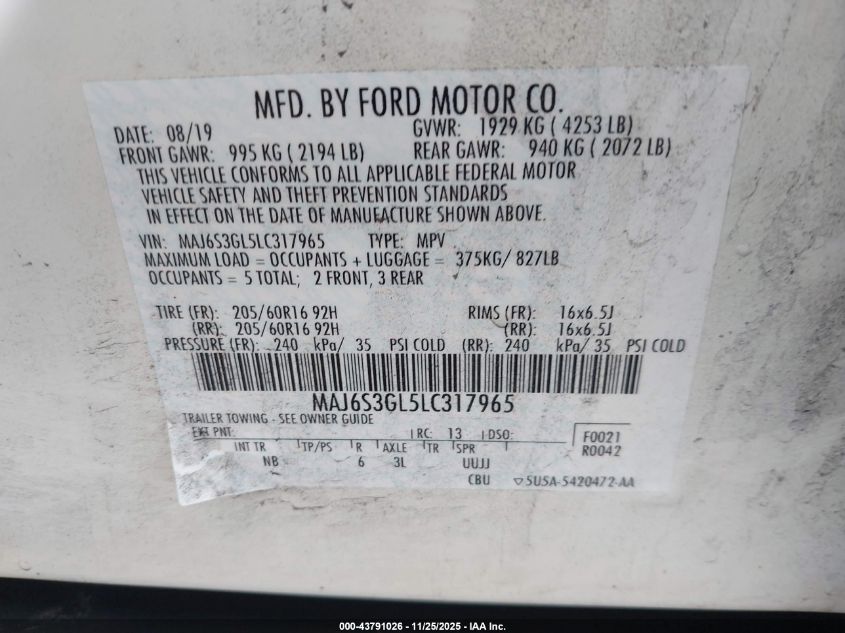 MFD. BY FORD MOTOR CO.
DATE: 08/19 GVWR: 1929 KG ( 4253 LB)
FRONT GAWR: 995 KG ( 2194 LB) REAR GAWR: 940 KG ( 2072 LB)
THIS VEHICLE CONFORMS TO ALL APPLICABLE FEDERAL MOTOR
VEHICLE SAFETY AND THEFT PREVENTION STANDARDS
IN EFFECT ON THE DATE OF MANUFACTURE SHOWN ABOVE.
VIN: MAJ6S3GL5LC317965 TYPE: MPV
MAXIMUM LOAD = OCCUPANTS + LUGGAGE = 375KG/ 827LB
OCCUPANTS = 5 TOTAL; 2 FRONT, 3 REAR
TIRE (FR): 205/60R16 92H RIMS (FR): 16x6.5J
(RR): 205/60R16 92H (RR): 16x6.5J
PRESSURE (FR): 240 kPa/ 35 PSI COLD (RR): 240 kPa/ 35 PSI COLD
MAJ6S3GL5LC317965
TRAILER TOWING - SEE OWNER GUIDE
EXT PNT: RC: 13 DSO: F0021
R0042
INT TR TP/PS R AXLE TR SPR
NB 6 3L UUJJ
CBU 5U5A-5420472-AA
000-43791026 - 11/25/2025 - IAA Inc.